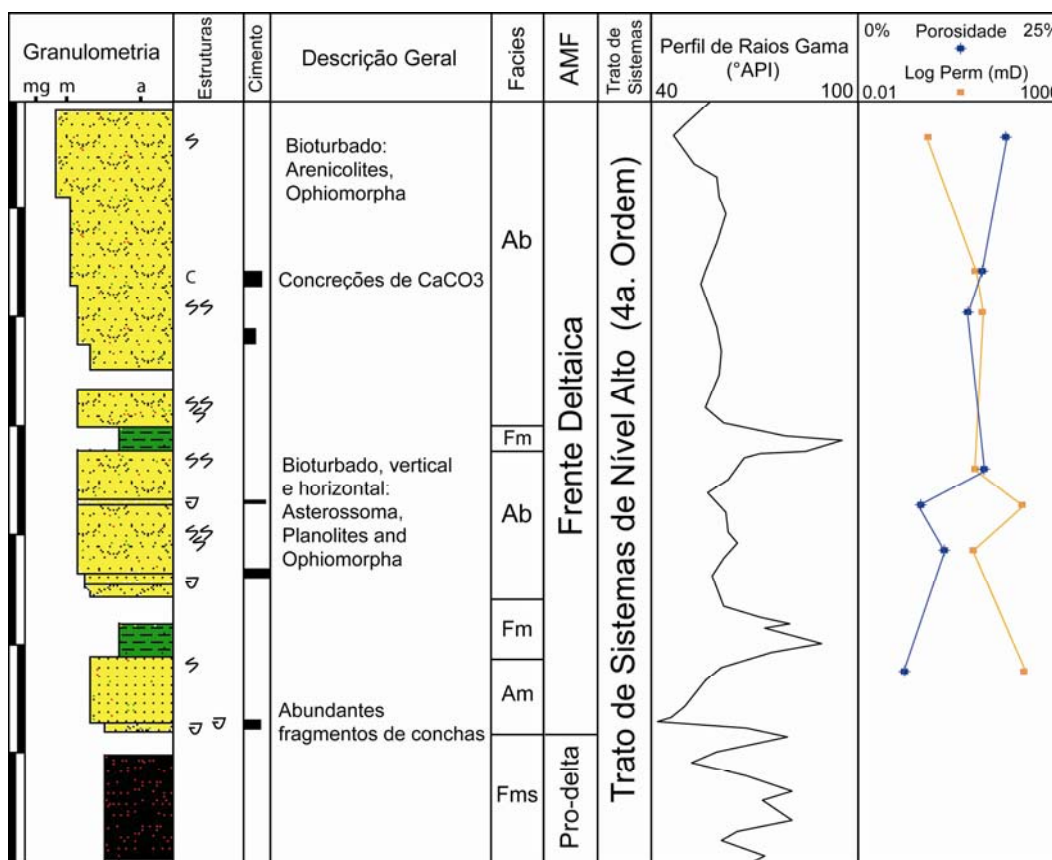 Granulometria
mg m a
Estruturas
Cimento
Descrição Geral
Facies
AMF
Trato de
Sistemas
Perfil de Raios Gama
(°API)
40 100
0% Porosidade 25%
Log Perm (mD)
0.01 1000
Bioturbado:
Arenicolites,
Ophiomorpha
Ab
C
Concreções de CaCO3
Fm
Bioturbado, vertical
e horizontal:
Asterossoma,
Planolites and
Ophiomorpha
Ab
Fm
Am
Abundantes
fragmentos de conchas
Fms
Frente Deltaica
Pro-delta
Trato de Sistemas de Nível Alto (4a. Ordem)